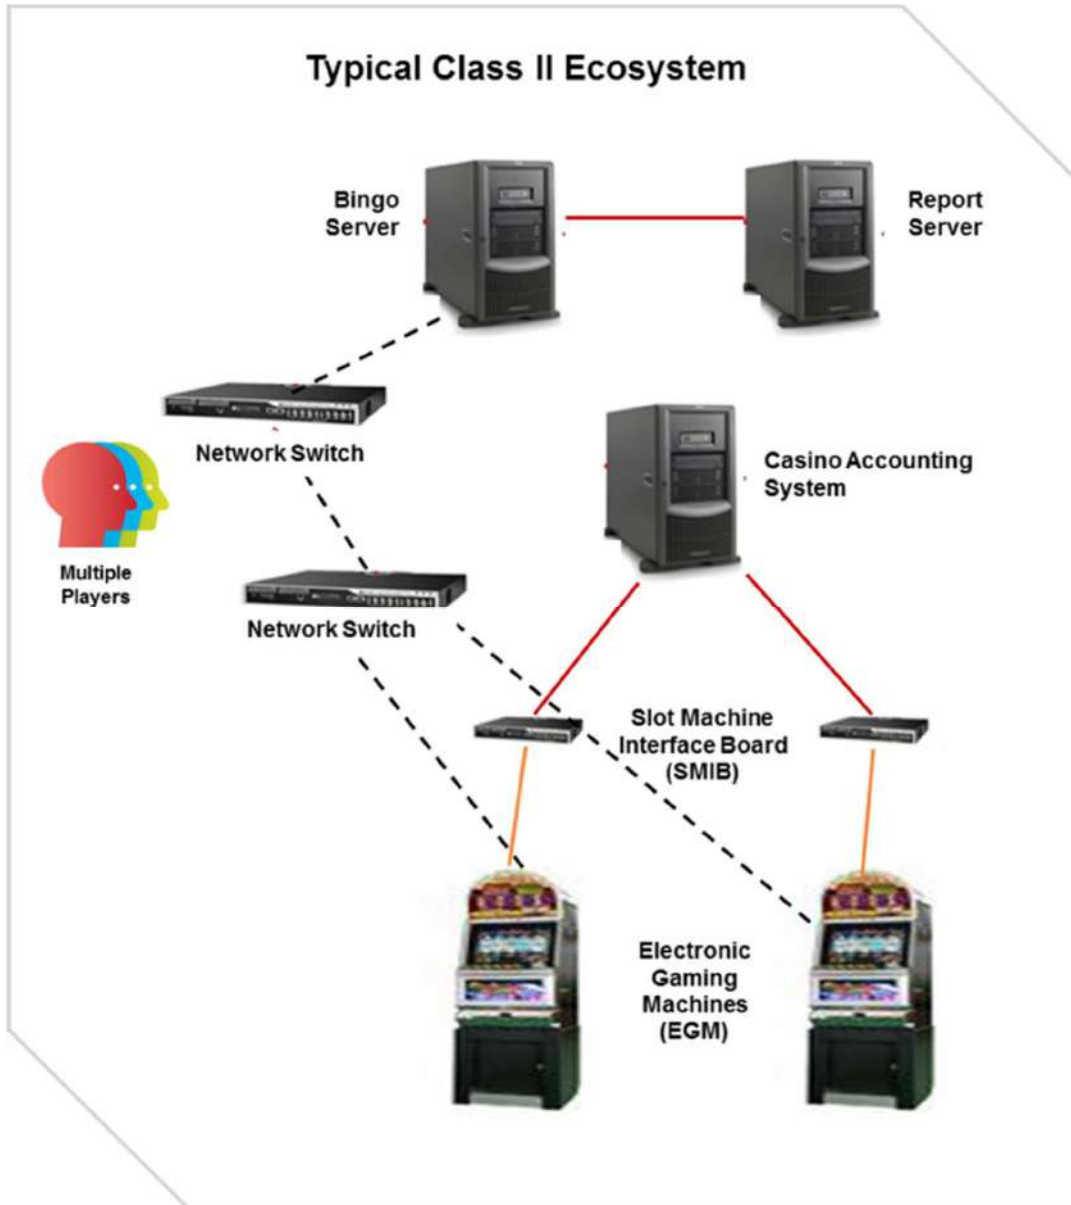 Typical Class II Ecosystem
Bingo
Server
Report
Server
Network Switch
Casino Accounting
System
Multiple
Players
Network Switch
Slot Machine
Interface Board
(SMIB)
Electronic
Gaming
Machines
(EGM)